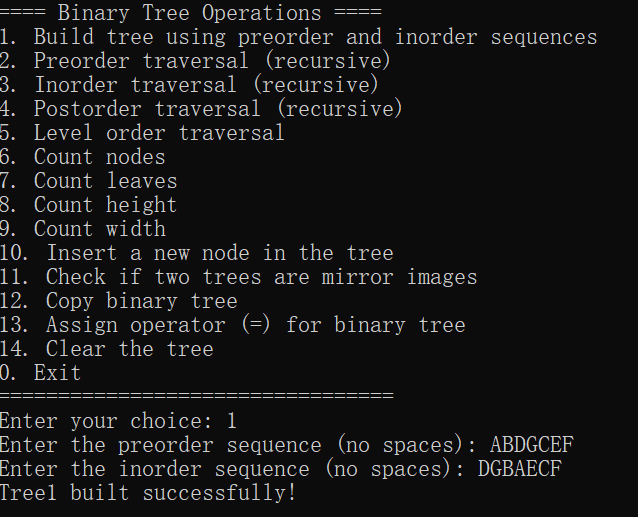 ==== Binary Tree Operations ====
1. Build tree using preorder and inorder sequences
2. Preorder traversal (recursive)
3. Inorder traversal (recursive)
4. Postorder traversal (recursive)
5. Level order traversal
6. Count nodes
7. Count leaves
8. Count height
9. Count width
10. Insert a new node in the tree
11. Check if two trees are mirror images
12. Copy binary tree
13. Assign operator (=) for binary tree
14. Clear the tree
0. Exit
=================================
Enter your choice: 1
Enter the preorder sequence (no spaces): ABDGCEF
Enter the inorder sequence (no spaces): DGBAECF
Tree1 built successfully!